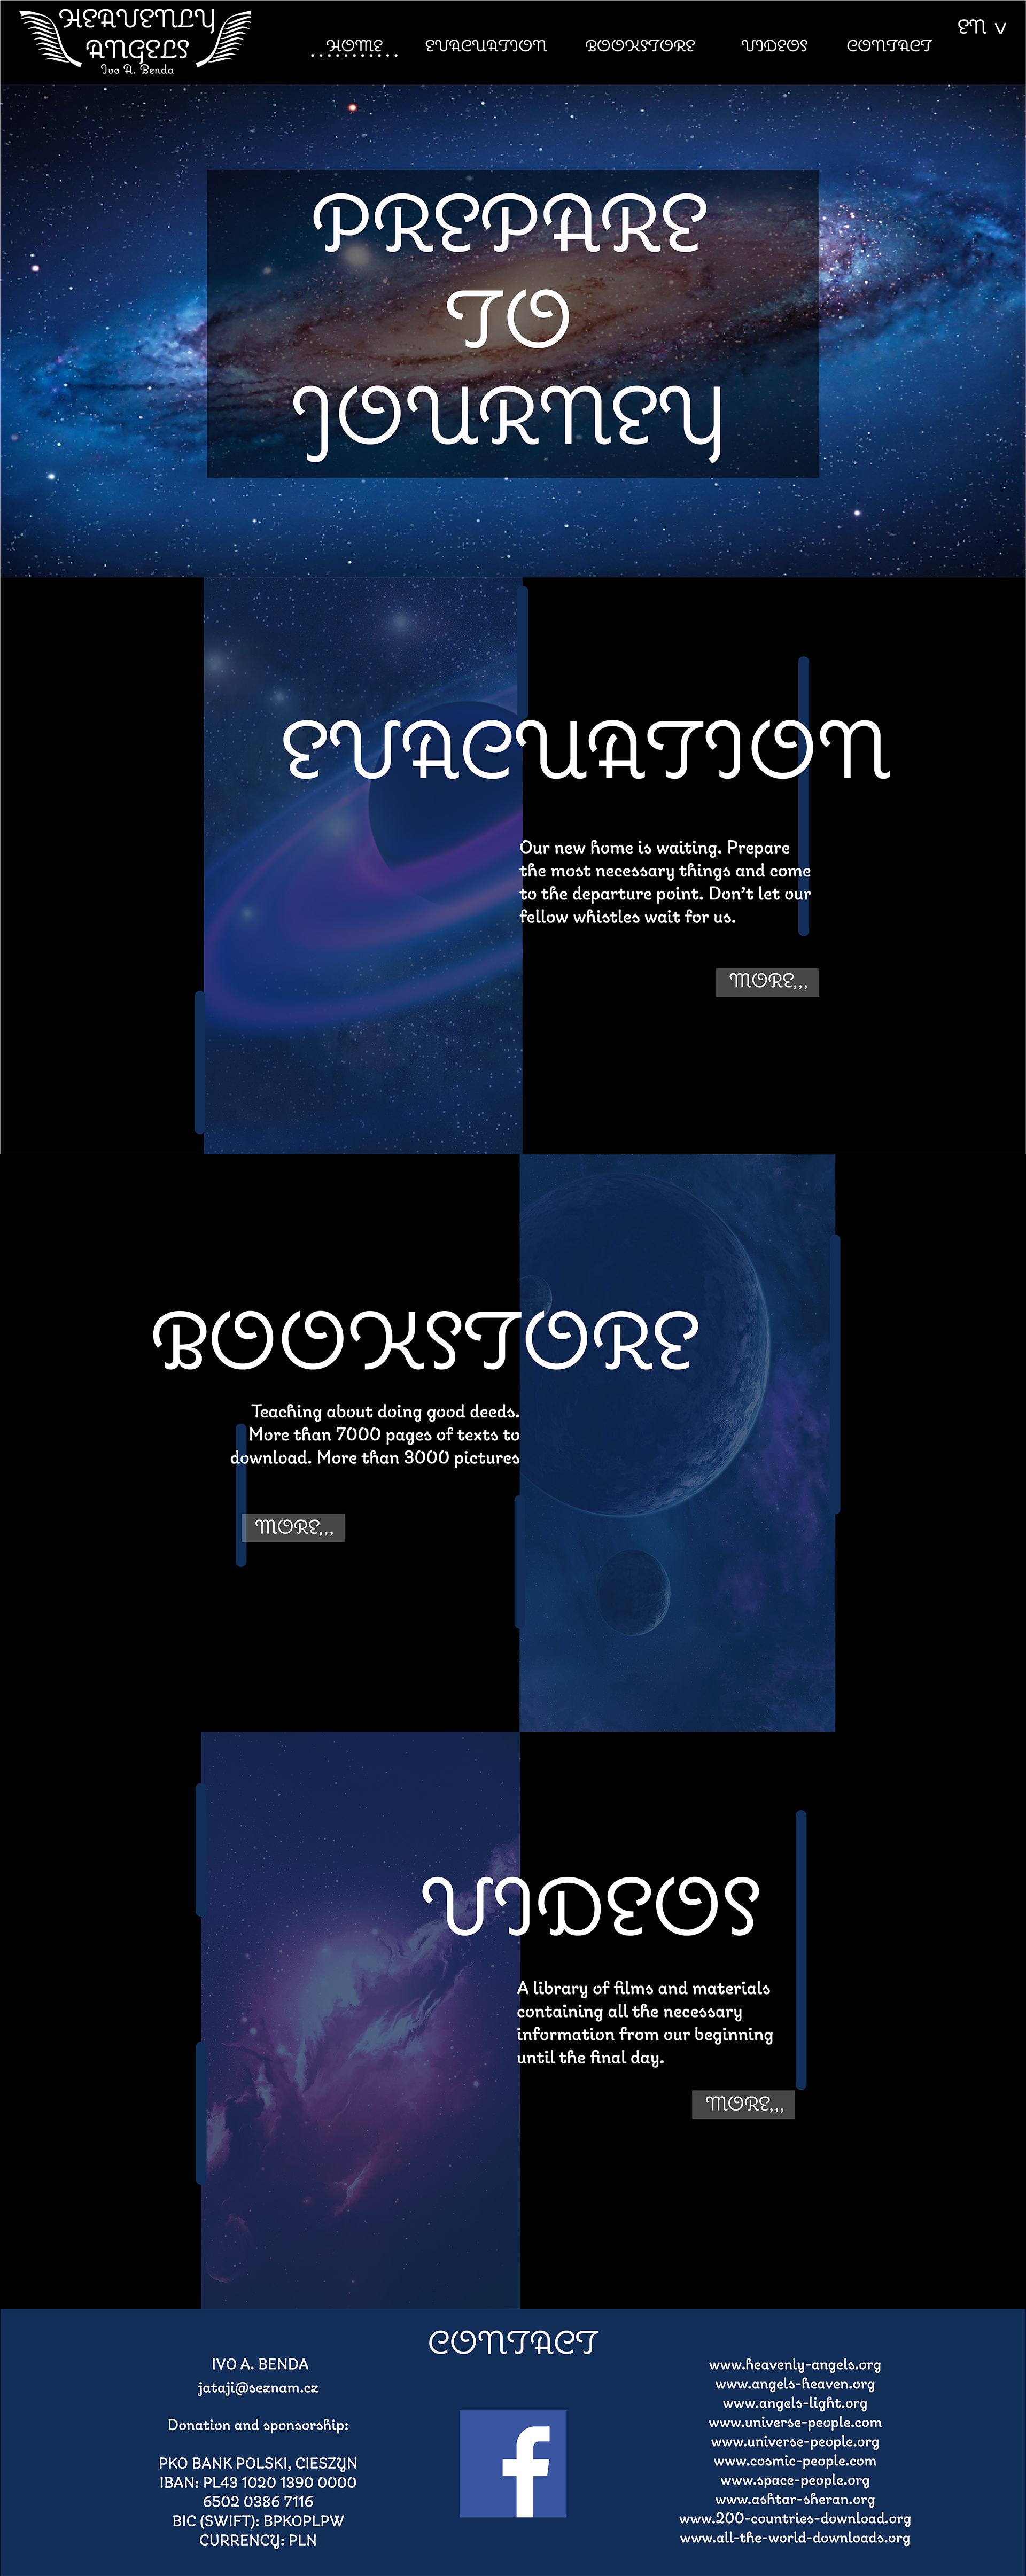 HEAVENLY
ANGELS
Ivo A. Benda
HOME EVACUATION BOOKSTORE VIDEOS CONTACT
EN v
PREPARE
TO
JOURNEY
EVACUATION
Our new home is waiting. Prepare
the most necessary things and come
to the departure point. Don't let our
fellow whistles wait for us.
MORE,,,
BOOKSTORE
Teaching about doing good deeds.
More than 7000 pages of texts to
download. More than 3000 pictures
MORE,,,
VIDEOS
A library of films and materials
containing all the necessary
information from our beginning
until the final day.
MORE,,,
CONTACT
IVO A. BENDA
jataji@seznam.cz
Donation and sponsorship:
PKO BANK POLSKI, CIESZYN
IBAN: PL43 1020 1390 0000
6502 0386 7116
BIC (SWIFT): BPKOPLPW
CURRENCY: PLN
f
www.heavenly-angels.org
www.angels-heaven.org
www.angels-light.org
www.universe-people.com
www.universe-people.org
www.cosmic-people.com
www.space-people.org
www.ashtar-sheran.org
www.200-countries-download.org
www.all-the-world-downloads.org